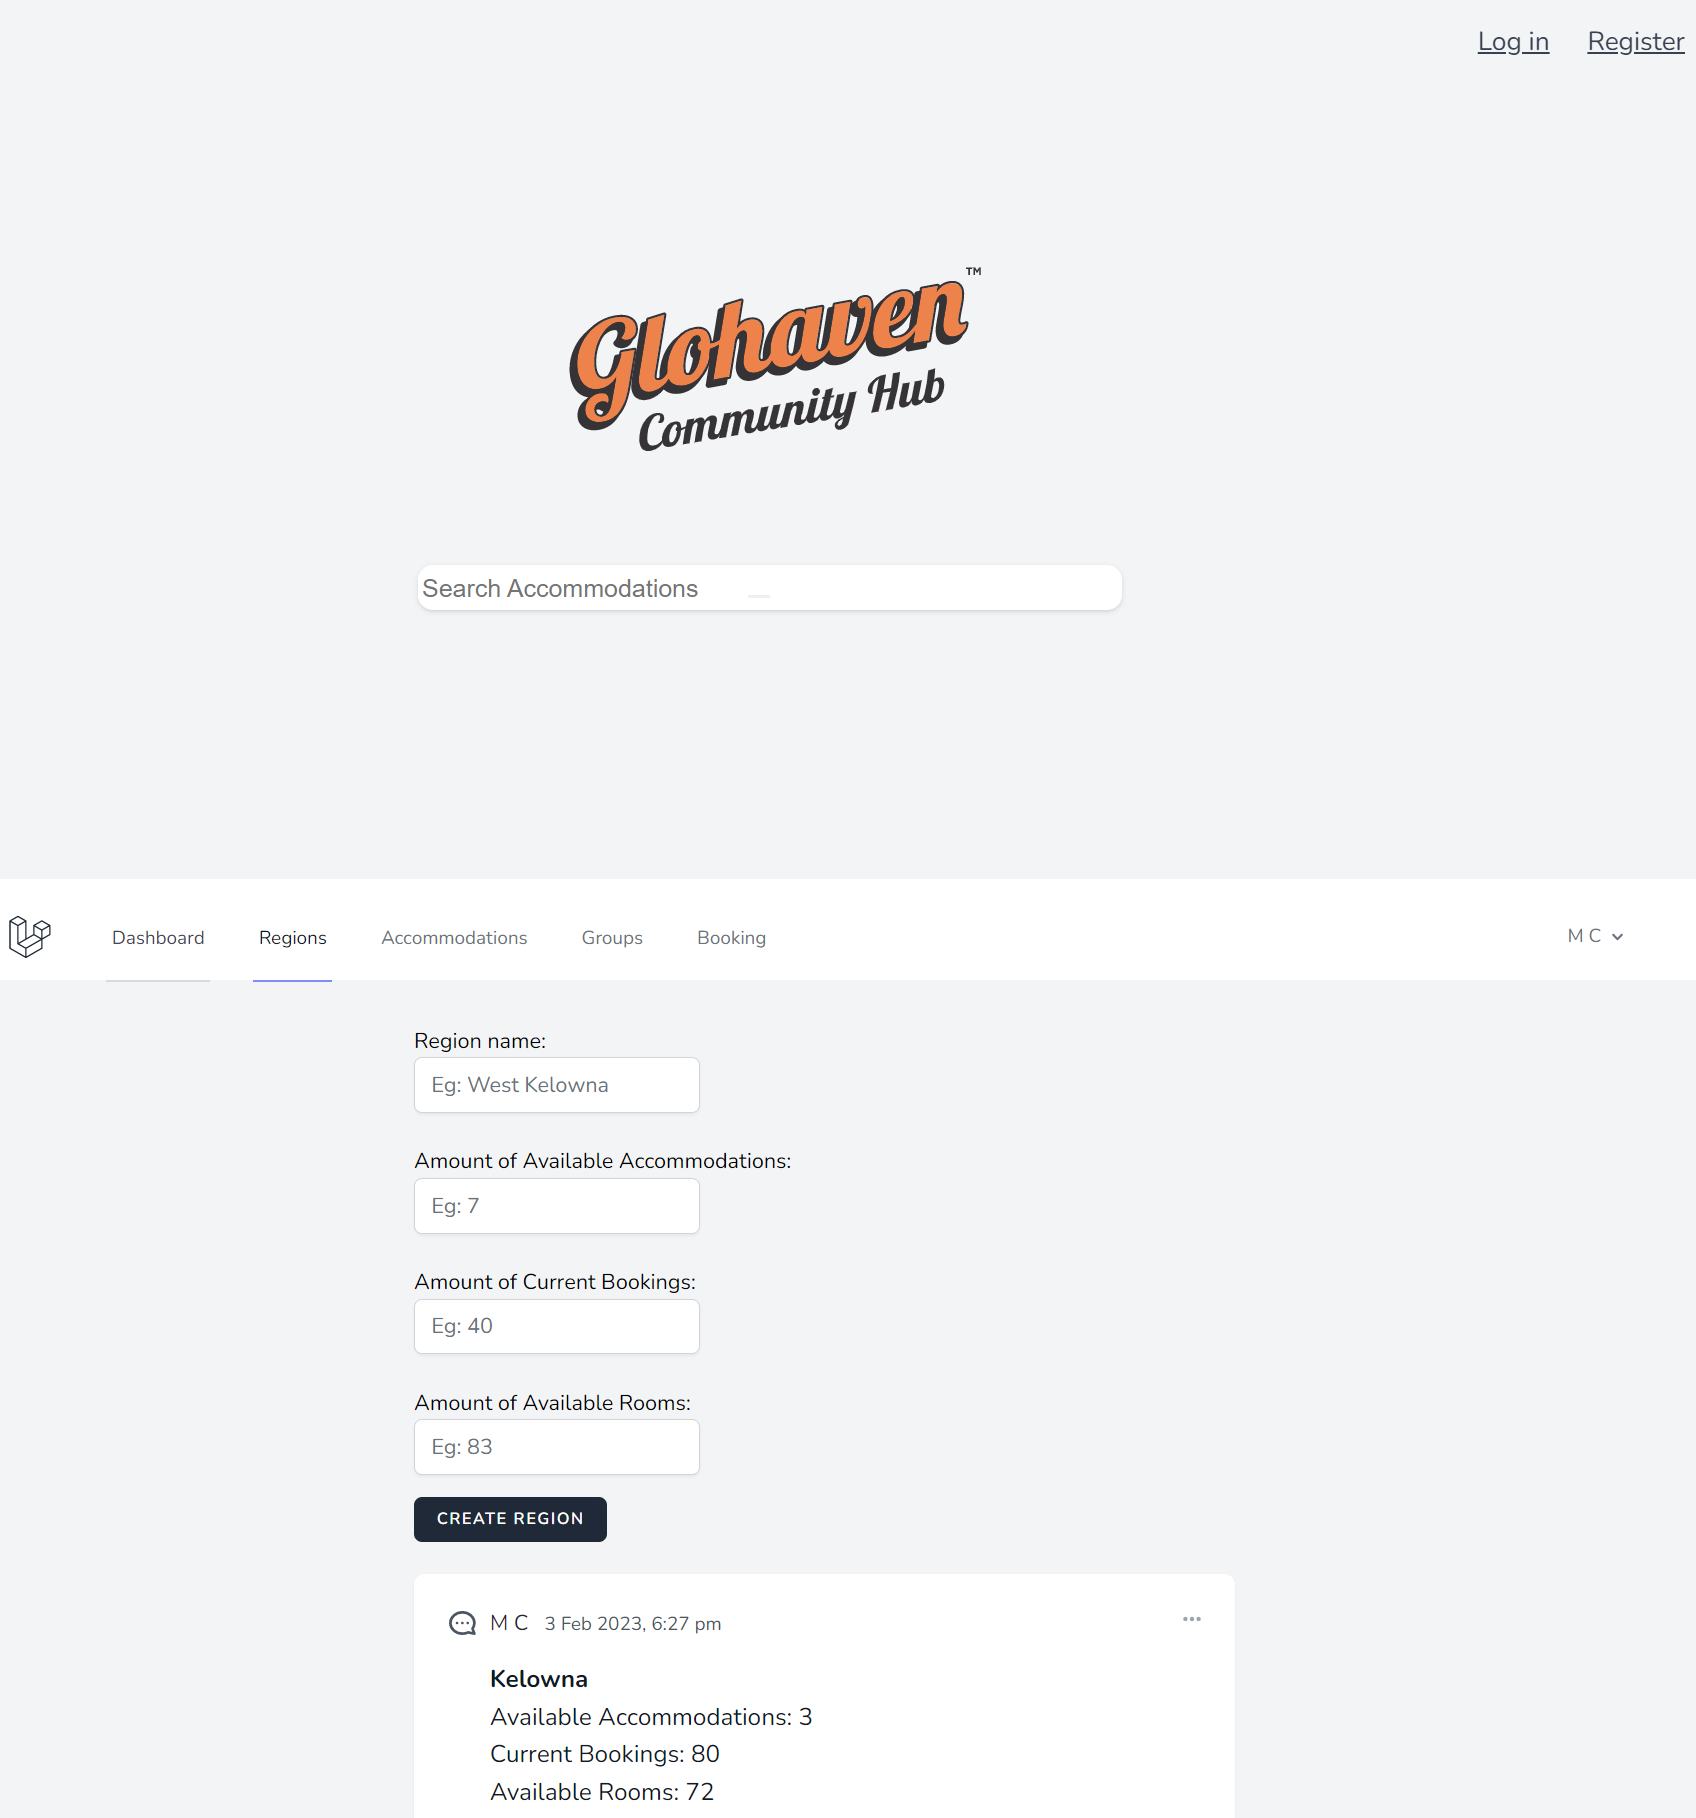 Log in Register
Glohaven™
Community Hub
Search Accommodations
Dashboard Regions Accommodations Groups Booking M C
Region name:
Eg: West Kelowna
Amount of Available Accommodations:
Eg: 7
Amount of Current Bookings:
Eg: 40
Amount of Available Rooms:
Eg: 83
CREATE REGION
M C 3 Feb 2023, 6:27 pm
Kelowna
Available Accommodations: 3
Current Bookings: 80
Available Rooms: 72